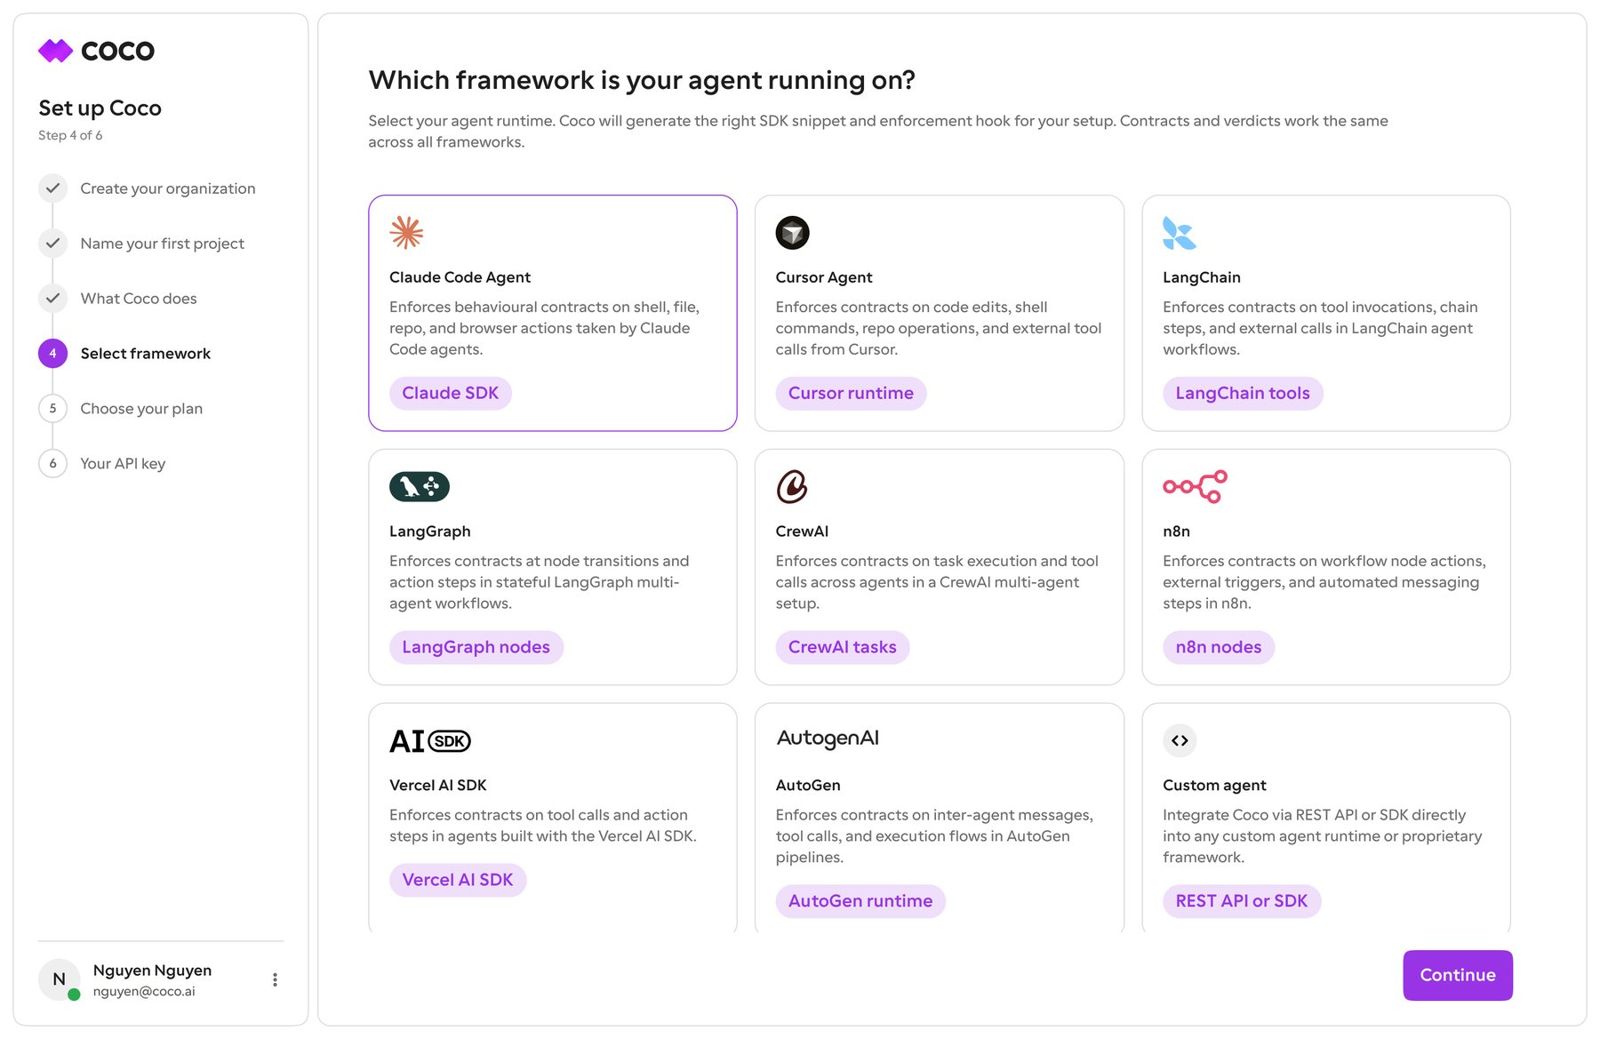 coco
Set up Coco
Step 4 of 6
Create your organization
Name your first project
What Coco does
4
Select framework
5
Choose your plan
6
Your API key
N
Nguyen Nguyen
nguyen@coco.ai
Which framework is your agent running on?
Select your agent runtime. Coco will generate the right SDK snippet and enforcement hook for your setup. Contracts and verdicts work the same
across all frameworks.
Claude Code Agent
Enforces behavioural contracts on shell, file,
repo, and browser actions taken by Claude
Code agents.
Claude SDK
Cursor Agent
Enforces contracts on code edits, shell
commands, repo operations, and external tool
calls from Cursor.
Cursor runtime
LangChain
Enforces contracts on tool invocations, chain
steps, and external calls in LangChain agent
workflows.
LangChain tools
LangGraph
Enforces contracts at node transitions and
action steps in stateful LangGraph multi-
agent workflows.
LangGraph nodes
CrewAI
Enforces contracts on task execution and tool
calls across agents in a CrewAI multi-agent
setup.
CrewAI tasks
n8n
Enforces contracts on workflow node actions,
external triggers, and automated messaging
steps in n8n.
n8n nodes
AI SDK
Vercel AI SDK
Enforces contracts on tool calls and action
steps in agents built with the Vercel AI SDK.
Vercel AI SDK
AutogenAI
AutoGen
Enforces contracts on inter-agent messages,
tool calls, and execution flows in AutoGen
pipelines.
AutoGen runtime
Custom agent
Integrate Coco via REST API or SDK directly
into any custom agent runtime or proprietary
framework.
REST API or SDK
Continue